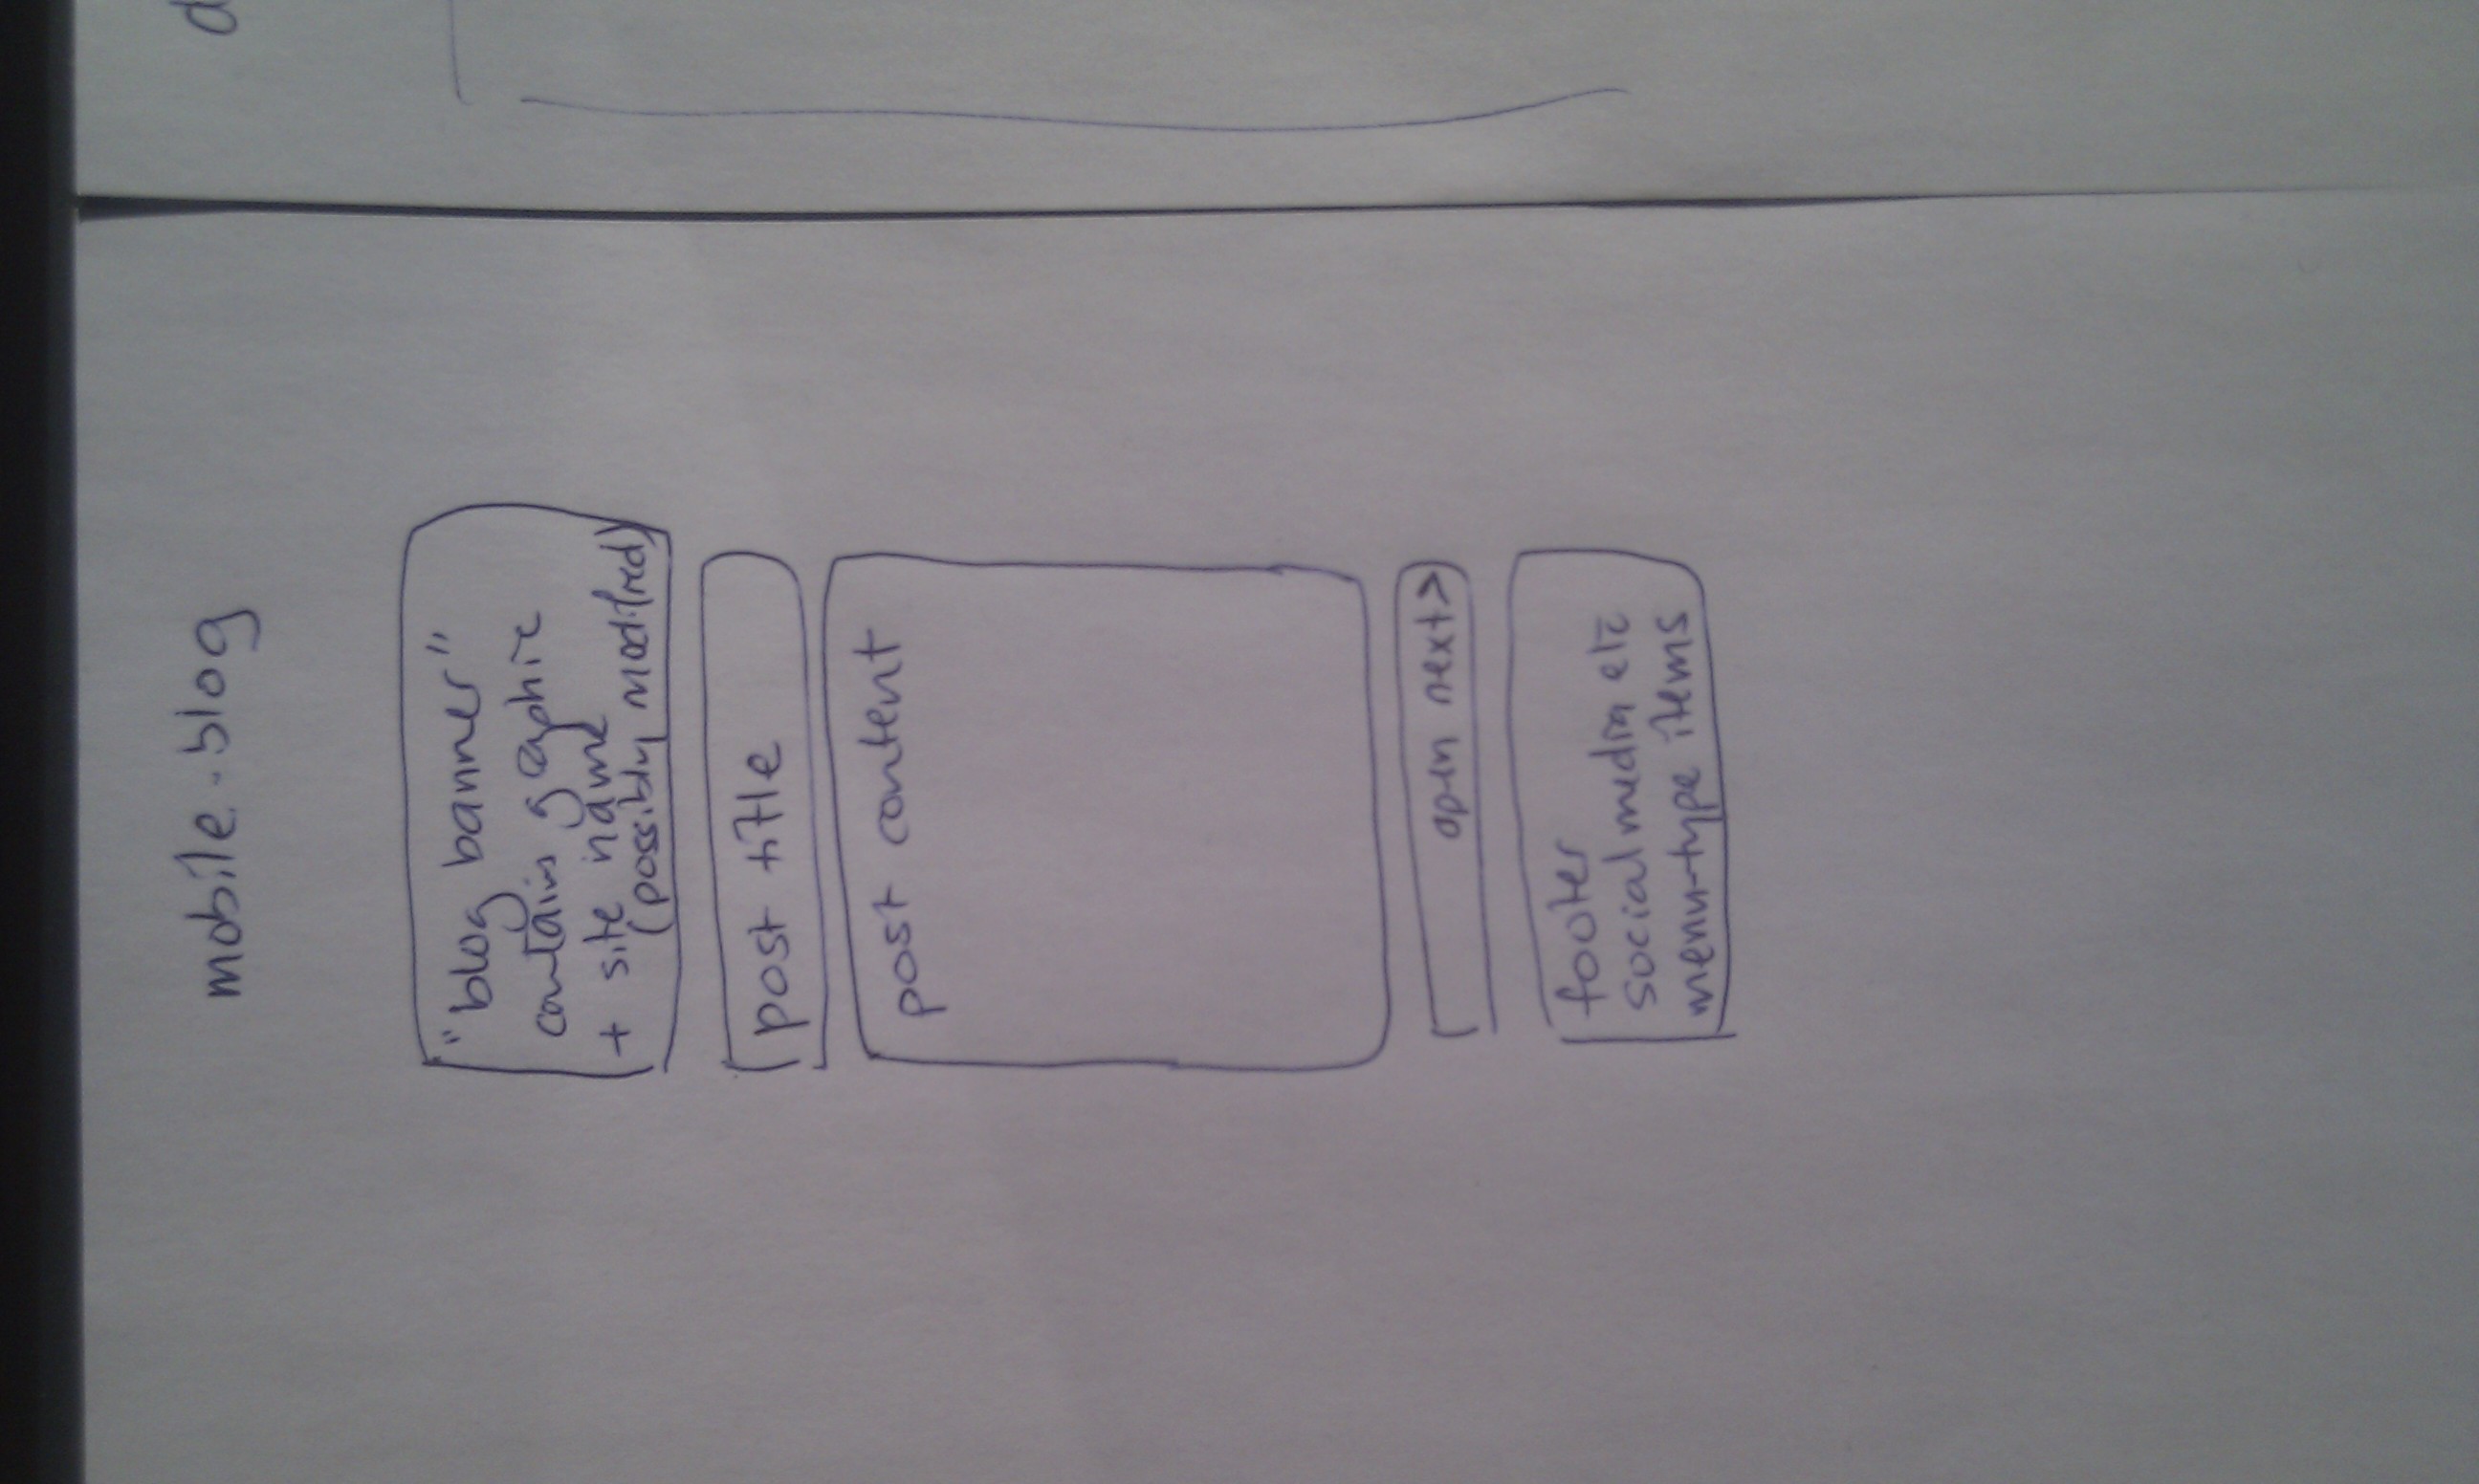 mobile.blog
"blog banner"
contains graphic
+ site name
(possibly modified)
post title
post content
open next>
footer
social media etc
menu-type items